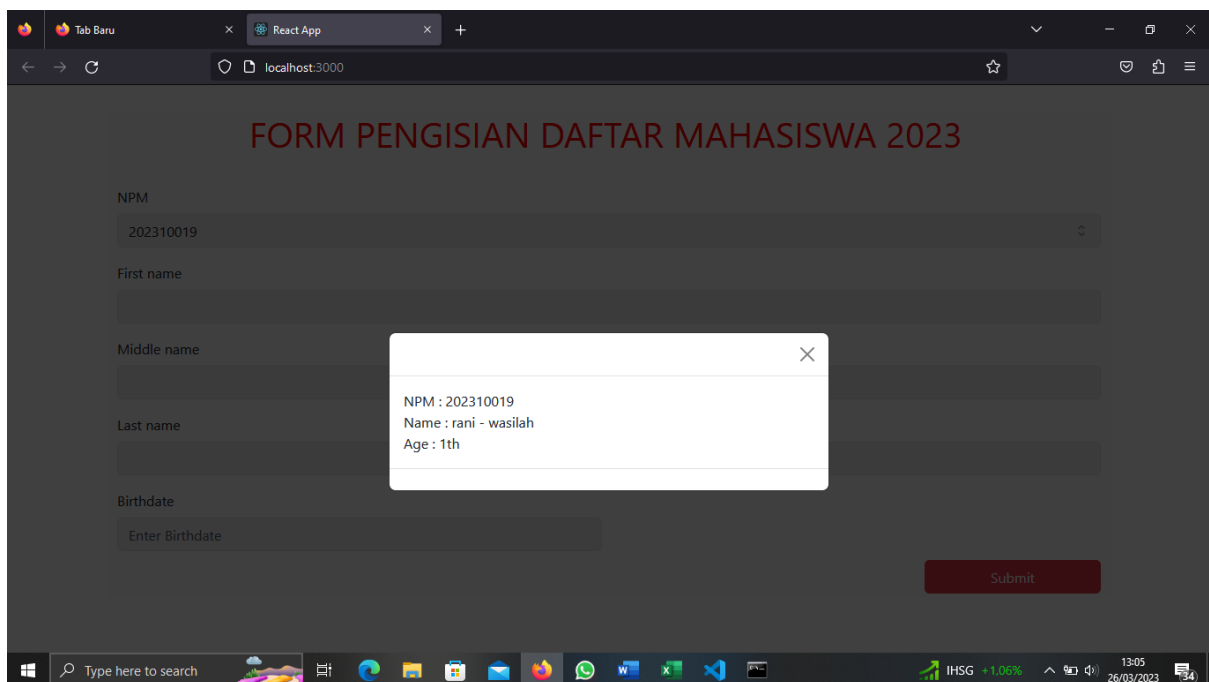 Tab Baru
React App
localhost:3000
FORM PENGISIAN DAFTAR MAHASISWA 2023
NPM
202310019
First name
Middle name
NPM : 202310019
Name : rani - wasilah
Age : 1th
Last name
Birthdate
Enter Birthdate
Submit
Type here to search
IHSG +1,06%
13:05
26/03/2023
34